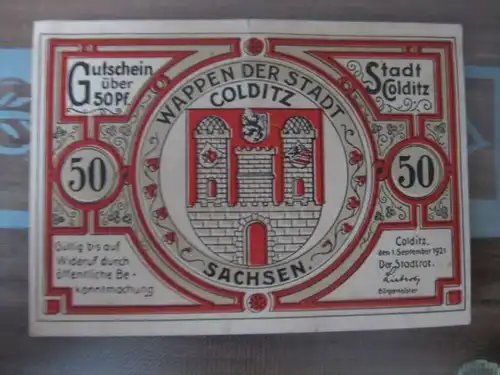 Gutschein
über
50 Pf.
WAPPEN DER STADT
COLDITZ
Stadt
Colditz
50
50
SACHSEN.
Gültig bis auf
Widerruf durch
öffentliche Be-
kanntmachung
Colditz,
den 1. September 1921
Der Stadtrat.
Bürgermeister